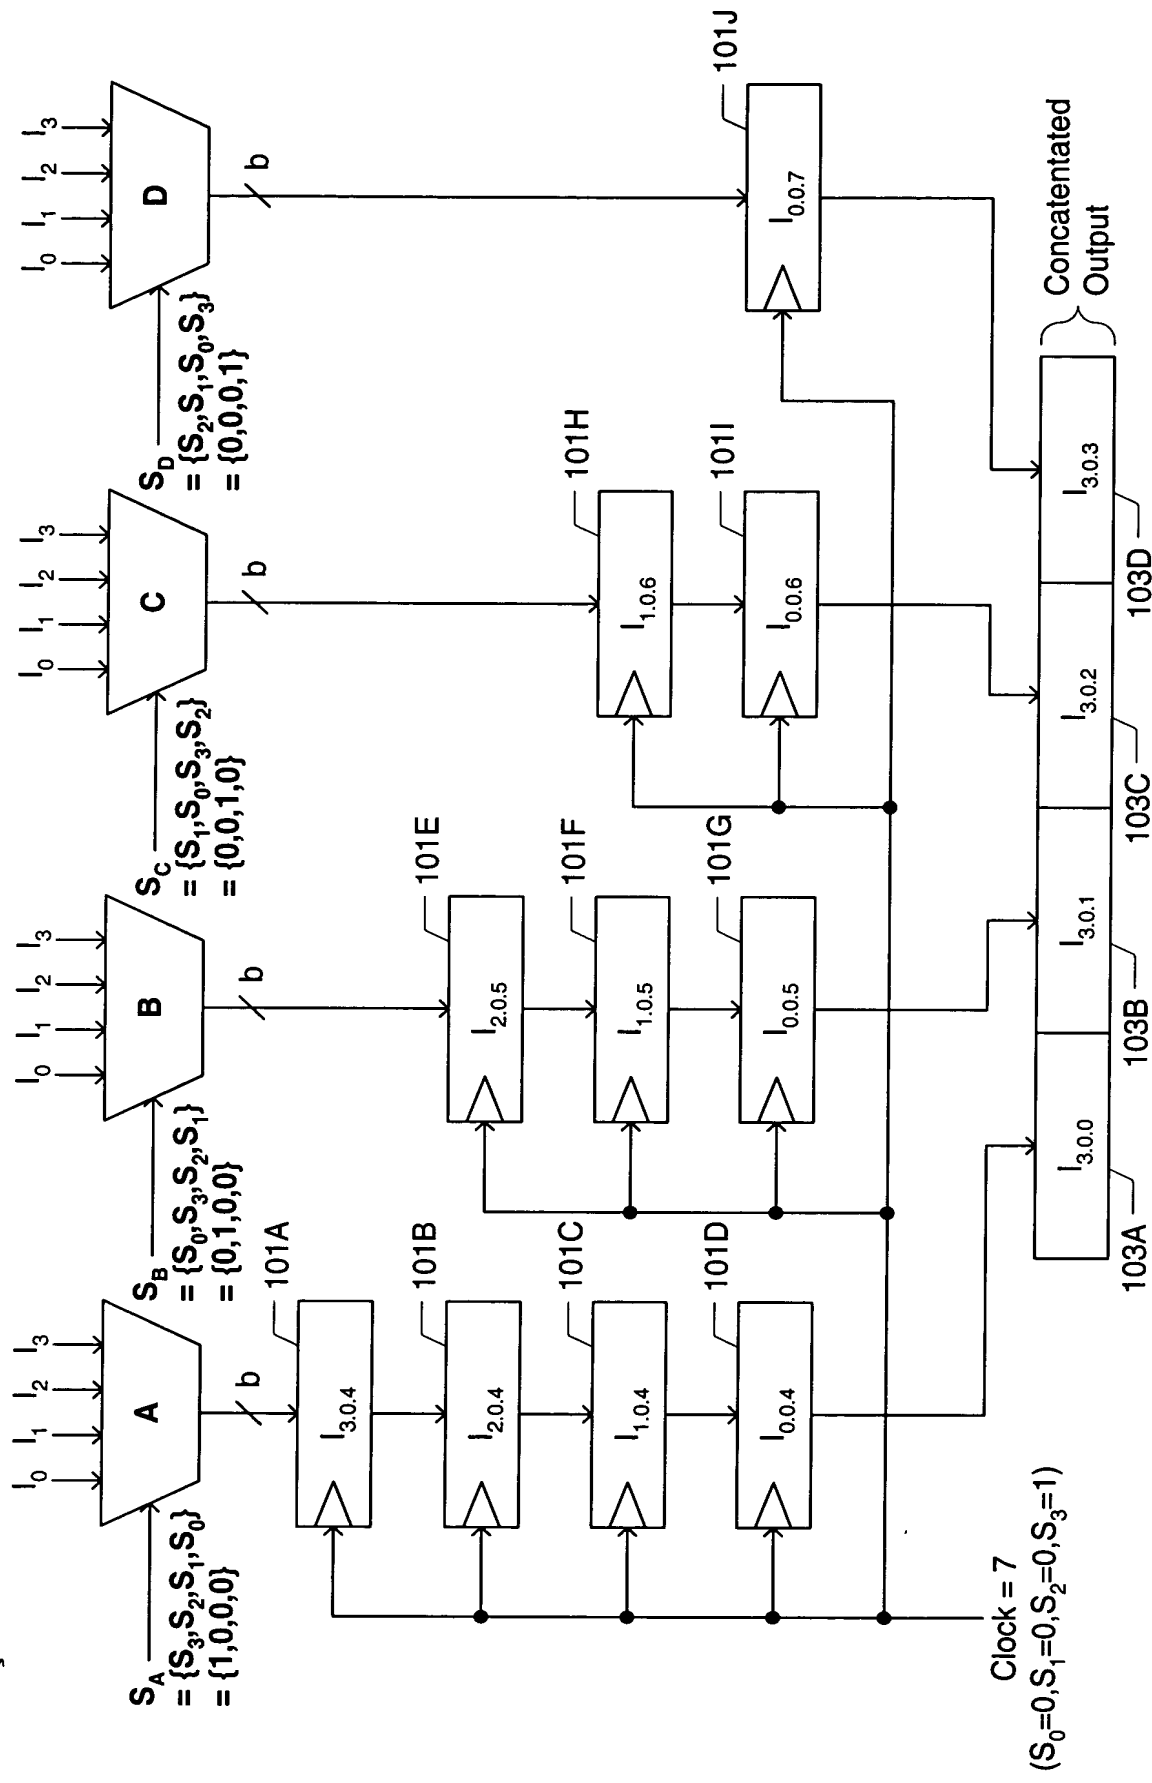 I0 I1 I2 I3
A
SA
= {S3,S2,S1,S0}
= {1,0,0,0}
b
I3.0.4
101A
I2.0.4
101B
I1.0.4
101C
I0.0.4
101D
I0 I1 I2 I3
B
SB
= {S0,S3,S2,S1}
= {0,1,0,0}
b
I2.0.5
101E
I1.0.5
101F
I0.0.5
101G
I0 I1 I2 I3
C
SC
= {S1,S0,S3,S2}
= {0,0,1,0}
b
I1.0.6
101H
I0.0.6
101I
I0 I1 I2 I3
D
SD
= {S2,S1,S0,S3}
= {0,0,0,1}
b
I0.0.7
101J
Clock = 7
(S0=0,S1=0,S2=0,S3=1)
I3.0.0
I3.0.1
I3.0.2
I3.0.3
103A
103B
103C
103D
Concatentated
Output